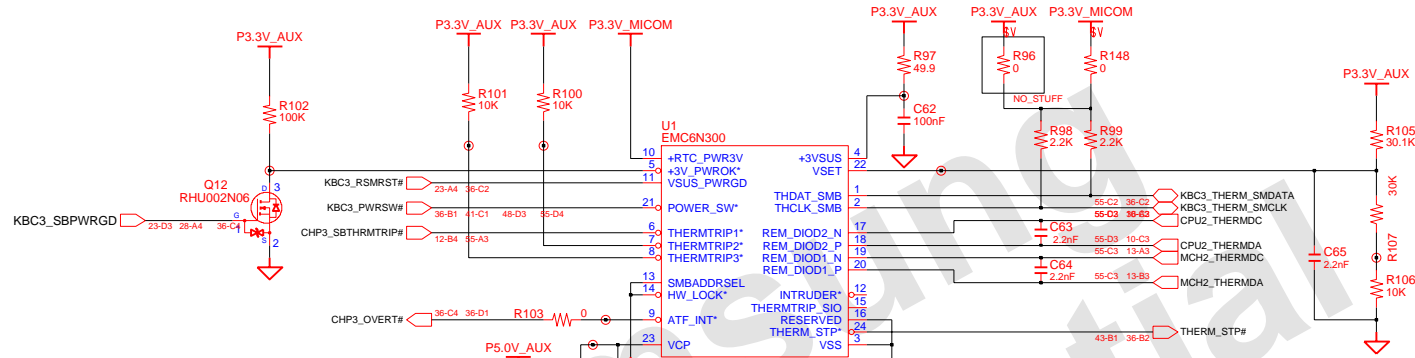 P3.3V_AUX
R102
100K
Q12
RHU002N06
D
3
G
S
2
KBC3_SBPWRGD
23-D3 28-A4 36-C4
P3.3V_AUX
P3.3V_AUX
P3.3V_MICOM
R101
10K
R100
10K
KBC3_RSMRST#
23-A4 36-C2
KBC3_PWRSW#
36-B1 41-C1 48-D3 55-D4
CHP3_SBTHRMTRIP#
12-B4 55-A3
CHP3_OVERT#
36-C4 36-D1
R103
0
P5.0V_AUX
U1
EMC6N300
10 +RTC_PWR3V
5 +3V_PWROK*
11 VSUS_PWRGD
21 POWER_SW*
6 THERMTRIP1*
7 THERMTRIP2*
8 THERMTRIP3*
13 SMBADDRSEL
14 HW_LOCK*
9 ATF_INT*
23 VCP
+3VSUS 4
VSET 22
THDAT_SMB 1
THCLK_SMB 2
REM_DIOD2_N 17
REM_DIOD2_P 18
REM_DIOD1_N 19
REM_DIOD1_P 20
INTRUDER* 12
THERMTRIP_SIO 15
RESERVED 16
THERM_STP* 24
VSS 3
P3.3V_AUX
R97
49.9
C62
100nF
P3.3V_AUX
R96
0
NO_STUFF
P3.3V_MICOM
R148
0
R98
2.2K
R99
2.2K
C63
2.2nF
C64
2.2nF
KBC3_THERM_SMDATA
55-C2 36-C2
KBC3_THERM_SMCLK
CPU2_THERMDC
55-D3 10-C3
CPU2_THERMDA
55-C3 13-A3
MCH2_THERMDC
55-C3 13-B3
MCH2_THERMDA
43-B1 36-B2
THERM_STP#
P3.3V_AUX
R105
30.1K
30K
R107
C65
2.2nF
R106
10K